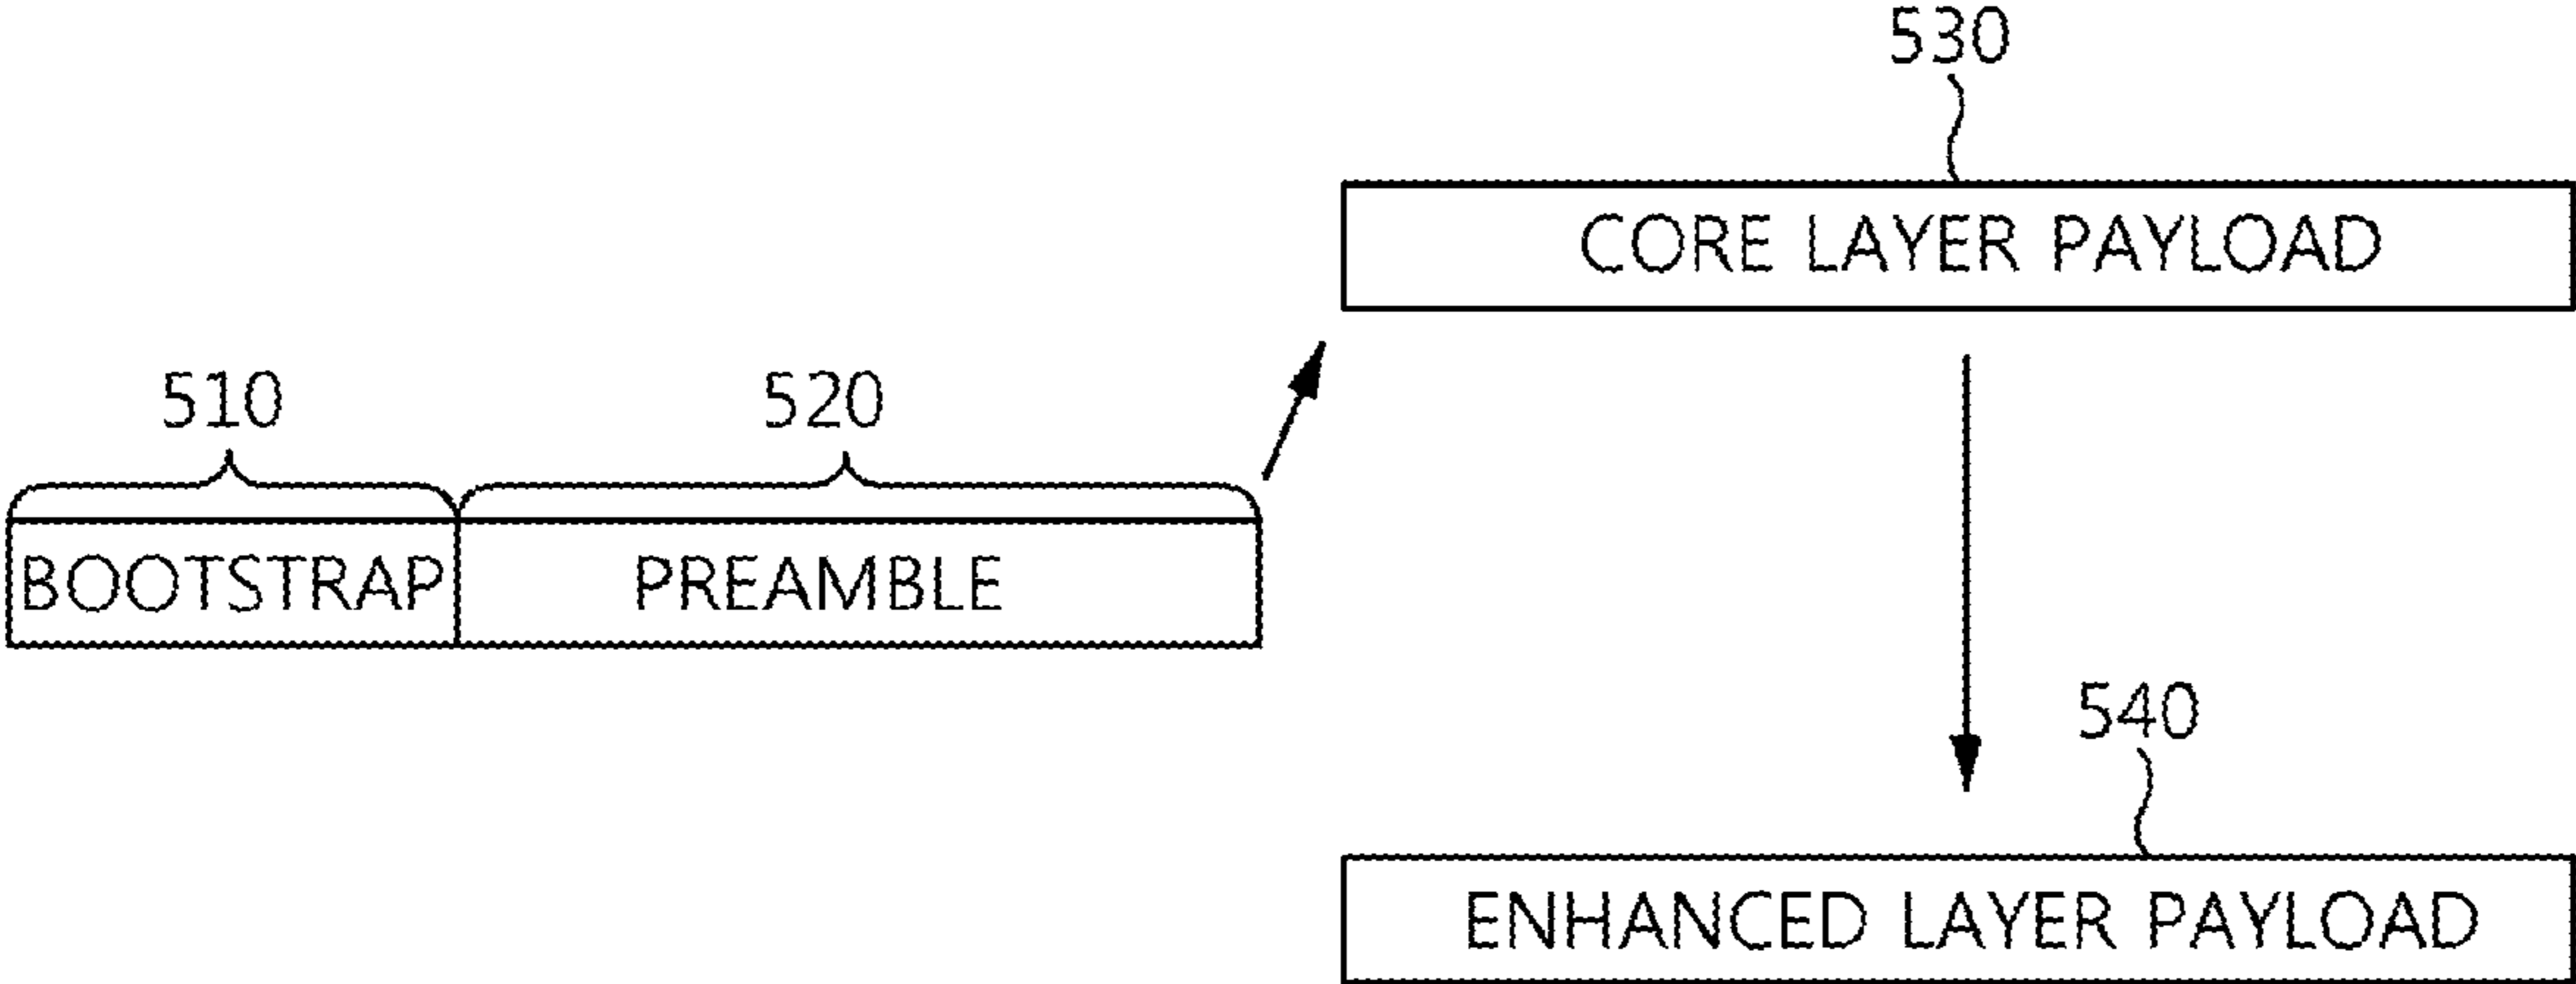 530
CORE LAYER PAYLOAD
510 520
BOOTSTRAP PREAMBLE
540
ENHANCED LAYER PAYLOAD